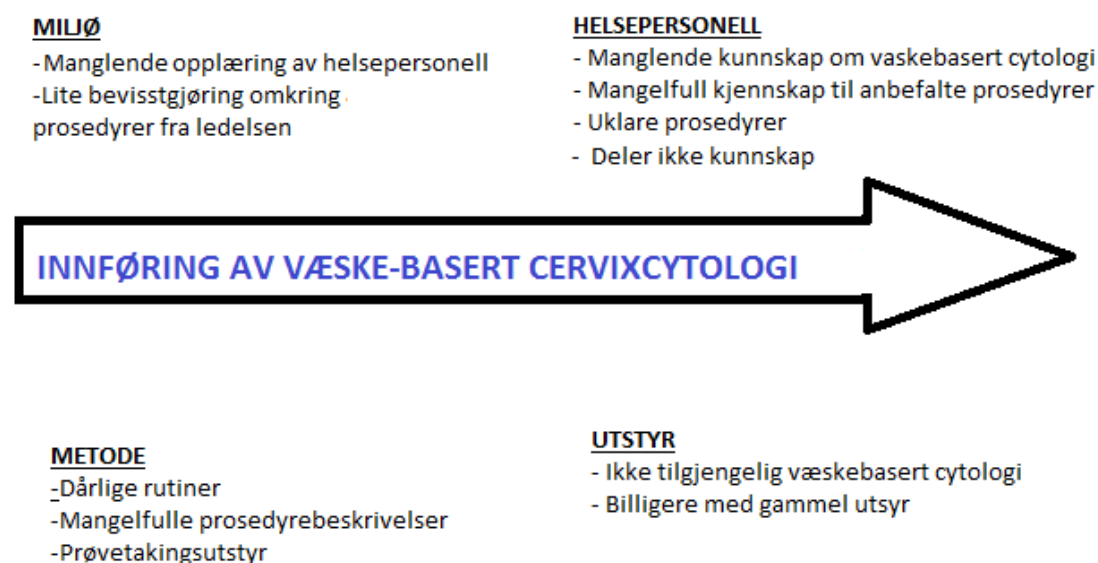 MILJØ
-Manglende opplæring av helsepersonell
-Lite bevisstgjøring omkring
prosedyrer fra ledelsen
HELSEPERSONELL
- Manglende kunnskap om vaskebasert cytologi
- Mangelfull kjennskap til anbefalte prosedyrer
- Uklare prosedyrer
- Deler ikke kunnskap
INNFØRING AV VÆSKE-BASERT CERVIXCYTOLOGI
METODE
-Dårlige rutiner
-Mangelfulle prosedyrebeskrivelser
-Prøvetakingsutstyr
UTSTYR
- Ikke tilgjengelig væskebasert cytologi
- Billigere med gammel utsyr